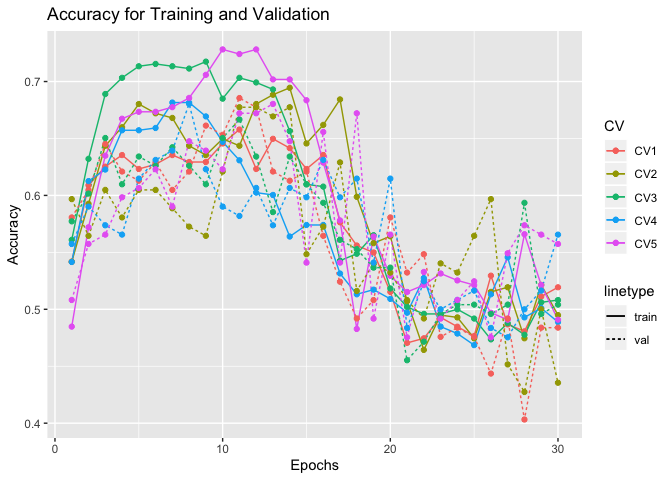 Accuracy for Training and Validation
0.7
0.6
0.5
0.4
Accuracy
0
10
20
30
Epochs
CV
CV1
CV2
CV3
CV4
CV5
linetype
train
val